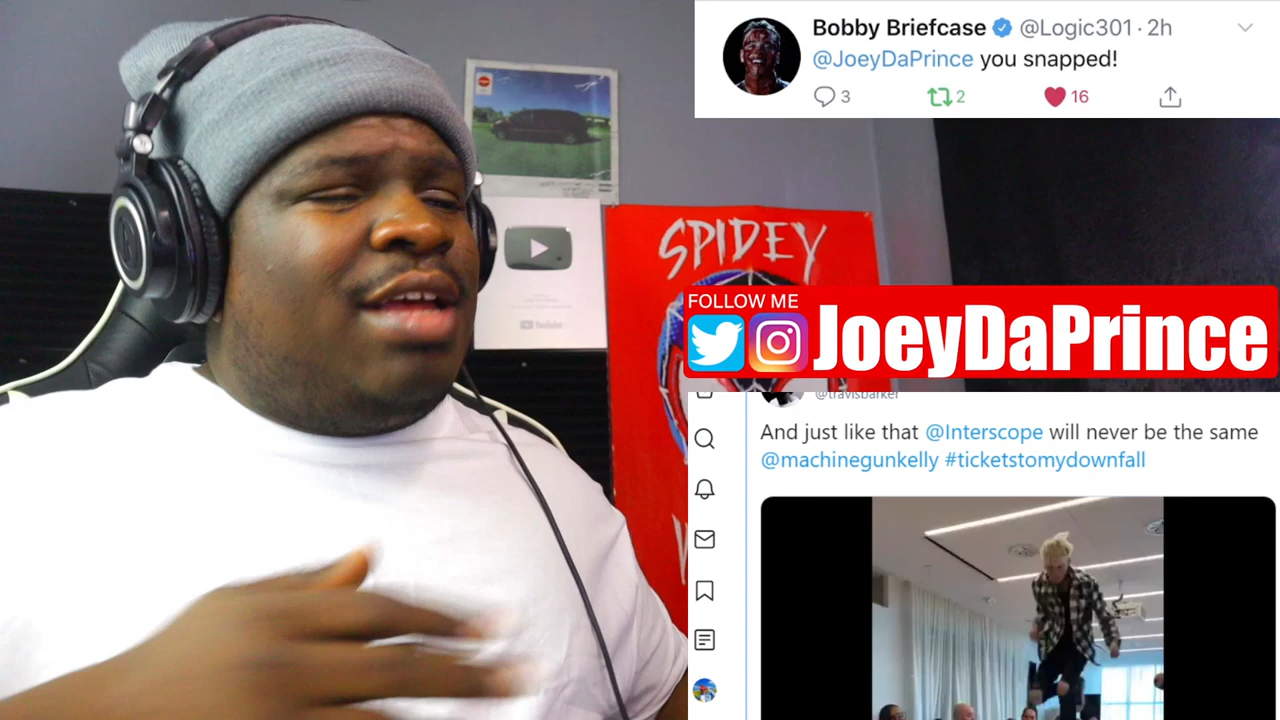 Bobby Briefcase @Logic301 · 2h
@JoeyDaPrince you snapped!
3 2 16
SPIDEY
YouTube
FOLLOW ME
JoeyDaPrince
@travisbarker
And just like that @Interscope will never be the same
@machinegunkelly #ticketstomydownfall